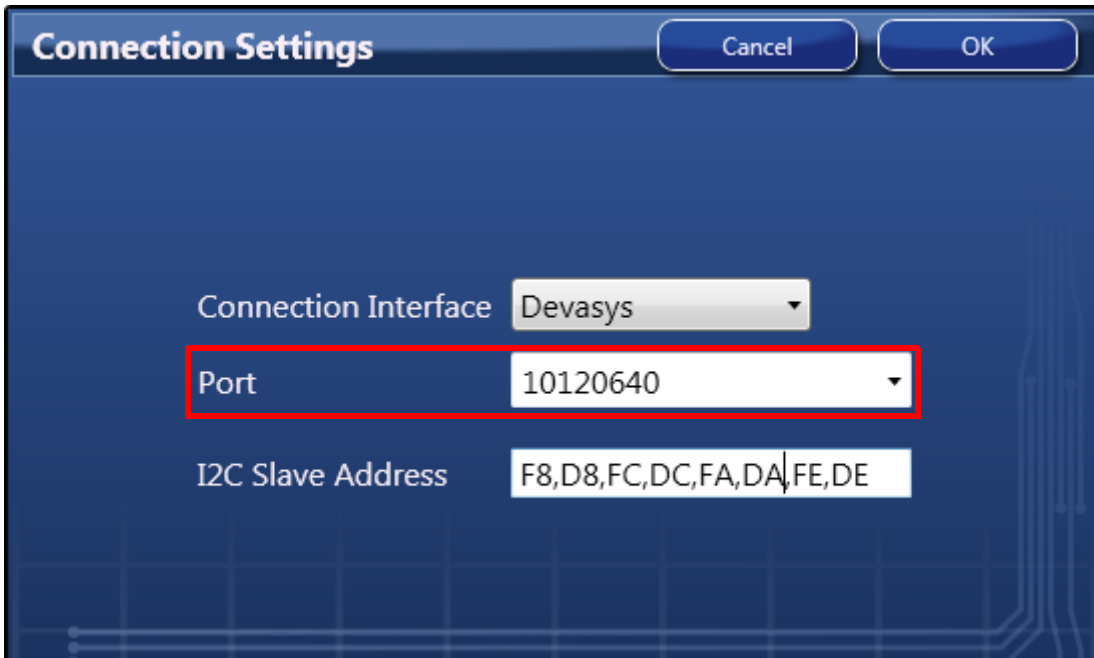 Connection Settings Cancel OK
Connection Interface Devasys
Port 10120640
I2C Slave Address F8,D8,FC,DC,FA,DA,FE,DE